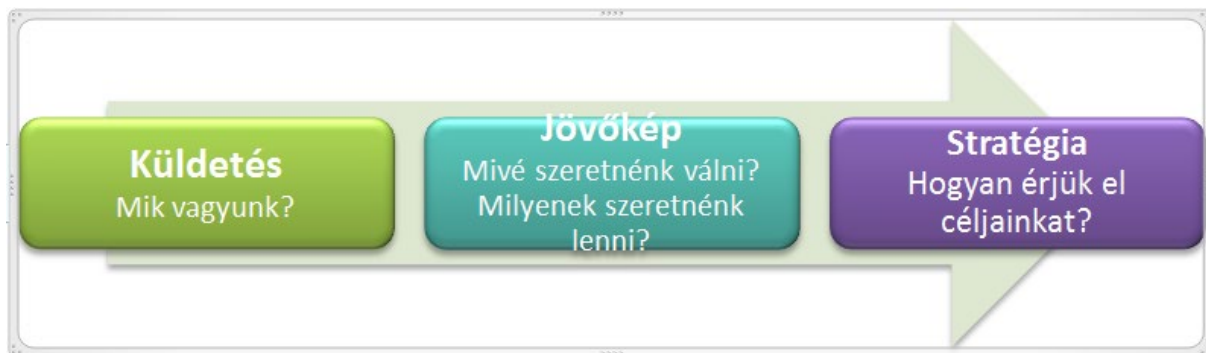 Küldetés
Mik vagyunk?
Jövőkép
Mivé szeretnénk válni?
Milyenek szeretnénk
lenni?
Stratégia
Hogyan érjük el
céljainkat?